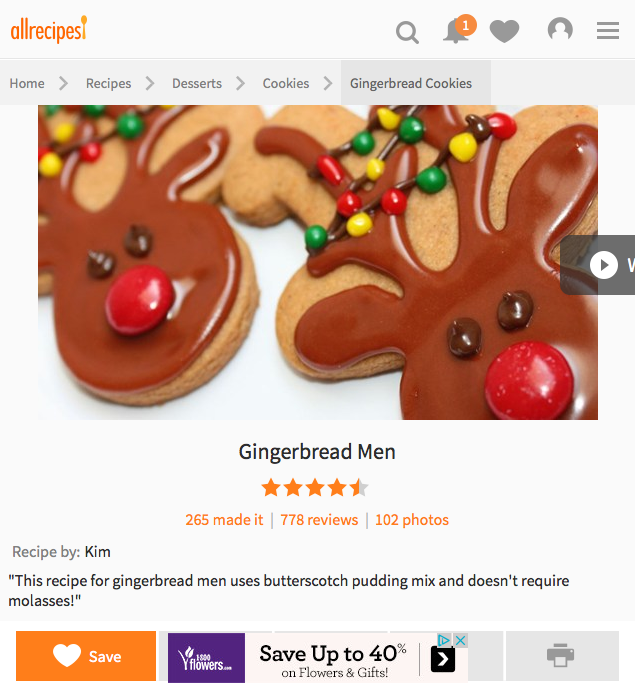 allrecipes
1
Home
Recipes
Desserts
Cookies
Gingerbread Cookies
Gingerbread Men
265 made it | 778 reviews | 102 photos
Recipe by: Kim
"This recipe for gingerbread men uses butterscotch pudding mix and doesn't require
molasses!"
Save
1800
flowers.com
Save Up to 40%
on Flowers & Gifts!